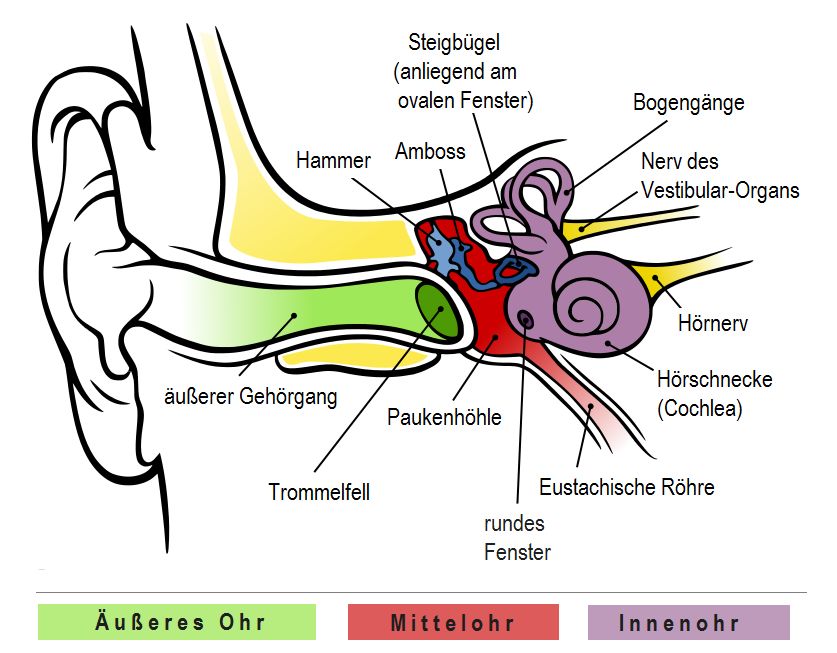 Steigbügel
(anliegend am
ovalen Fenster)
Bogengänge
Hammer
Amboss
Nerv des
Vestibular-Organs
Hörnerv
äußerer Gehörgang
Paukenhöhle
Hörschnecke
(Cochlea)
Trommelfell
Eustachische Röhre
rundes
Fenster
Äußeres Ohr
Mittelohr
Innenohr